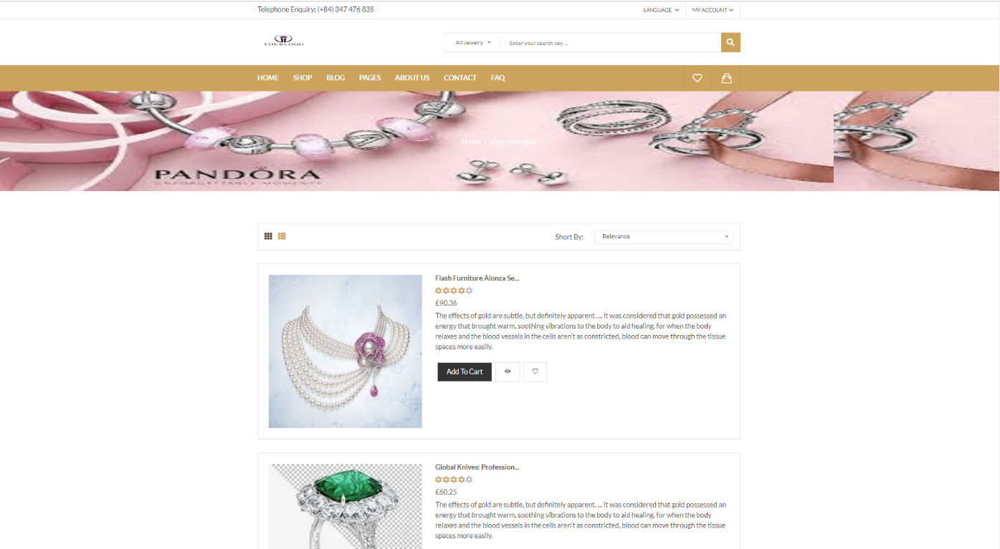 Telephone Enquiry: (+84) 347 476 835
LANGUAGE
MY ACCOUNT
YOURLOGO
All Jewelry
Enter your search key ...
HOME
SHOP
BLOG
PAGES
ABOUT US
CONTACT
FAQ
Home › shop-view-grid
PANDÖRA
UNFORGETTABLE MOMENTS
Short By:
Relevance
Flash Furniture Alonza Se...
£90.36
The effects of gold are subtle, but definitely apparent. ... It was considered that gold possessed an
energy that brought warm, soothing vibrations to the body to aid healing, for when the body
relaxes and the blood vessels in the cells aren't as constricted, blood can move through the tissue
spaces more easily.
Add To Cart
Global Knives: Profession...
£60.25
The effects of gold are subtle, but definitely apparent. ... It was considered that gold possessed an
energy that brought warm, soothing vibrations to the body to aid healing, for when the body
relaxes and the blood vessels in the cells aren't as constricted, blood can move through the tissue
spaces more easily.